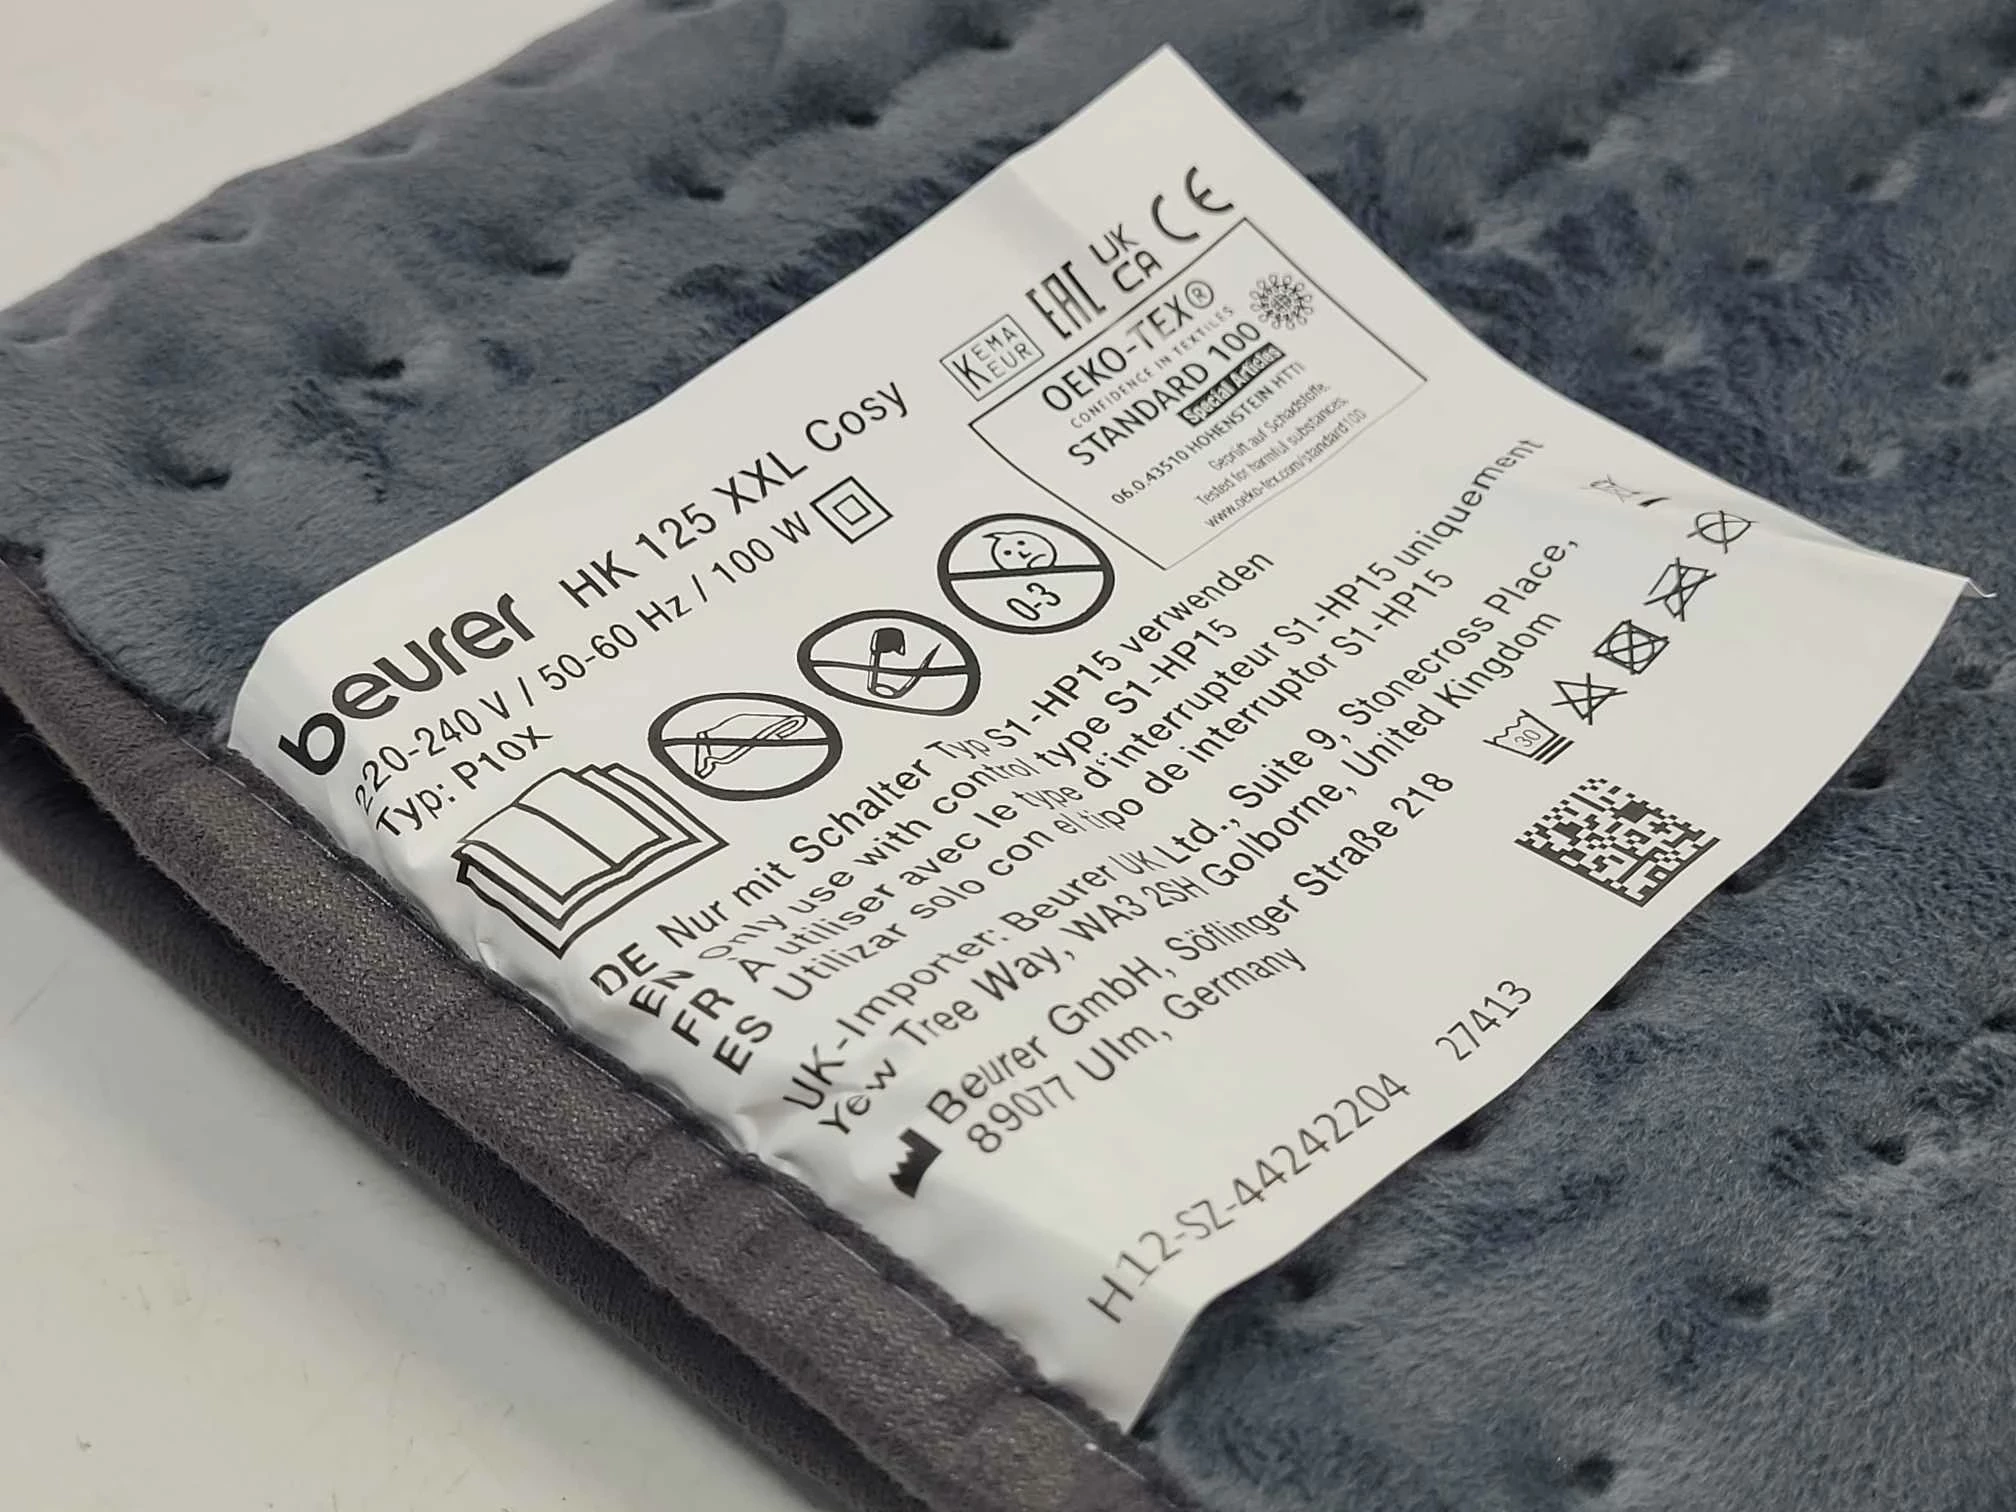 beurer HK 125 XXL Cosy
220-240 V / 50-60 Hz / 100 W
Typ: P10X
KEMA
EUR
EAC
UK
CA
CE
OEKO-TEX®
CONFIDENCE IN TEXTILES
STANDARD 100
Special Articles
06.0.43510 HOHENSTEIN HTTI
Geprüft auf Schadstoffe.
Tested for harmful substances.
www.oeko-tex.com/standard100
0-3
DE Nur mit Schalter Typ S1-HP15 verwenden
EN Only use with control type S1-HP15
FR À utiliser avec le type d'interrupteur S1-HP15 uniquement
ES Utilizar solo con el tipo de interruptor S1-HP15
UK-Importer: Beurer UK Ltd., Suite 9, Stonecross Place,
Yew Tree Way, WA3 2SH Golborne, United Kingdom
Beurer GmbH, Söflinger Straße 218
89077 Ulm, Germany
30
H12-SZ-44242204
27413